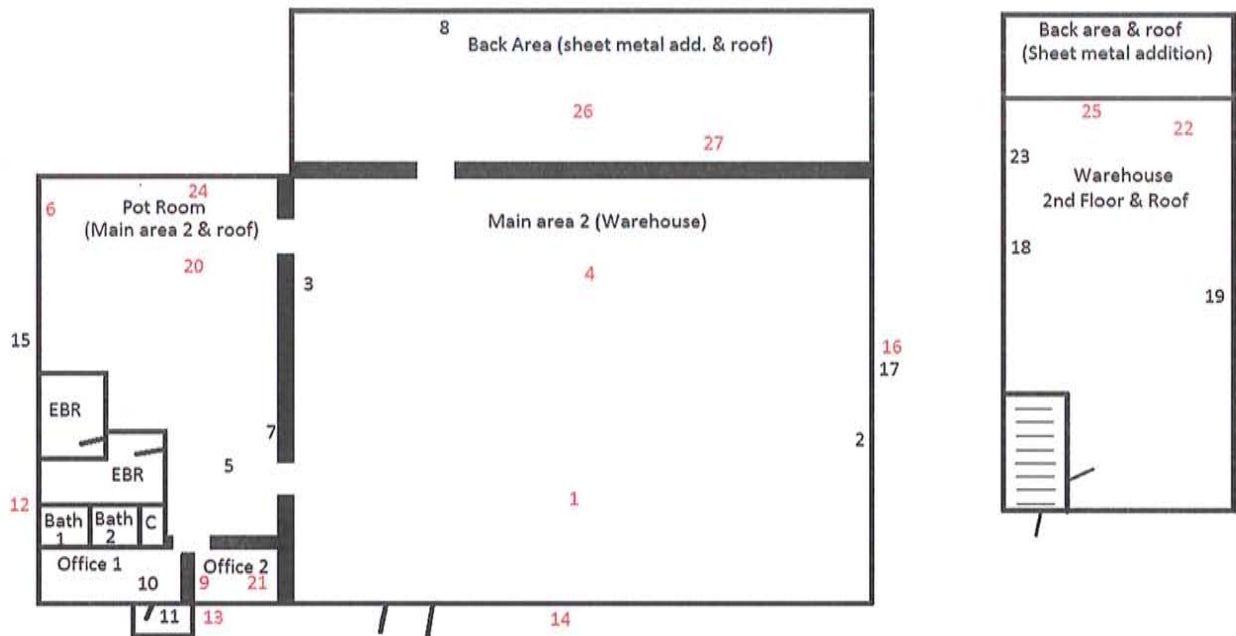 8
Back Area (sheet metal add. & roof)
26
27
24
6
Pot Room
(Main area 2 & roof)
20
Main area 2 (Warehouse)
4
3
15
16
17
EBR
7
2
5
EBR
12
1
Bath
1
Bath
2
C
Office 1
Office 2
10
9
21
11
13
14
Back area & roof
(Sheet metal addition)
25
22
23
Warehouse
2nd Floor & Roof
18
19